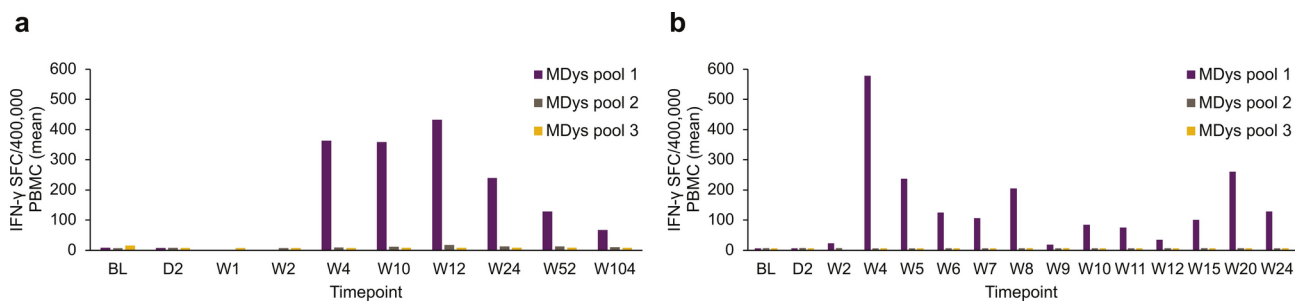 a
IFN-γ SFC/400,000
PBMC (mean)
600
500
400
300
200
100
0
MDys pool 1
MDys pool 2
MDys pool 3
BL D2 W1 W2 W4 W10 W12 W24 W52 W104
Timepoint
b
IFN-γ SFC/400,000
PBMC (mean)
600
500
400
300
200
100
0
MDys pool 1
MDys pool 2
MDys pool 3
BL D2 W2 W4 W5 W6 W7 W8 W9 W10 W11 W12 W15 W20 W24
Timepoint